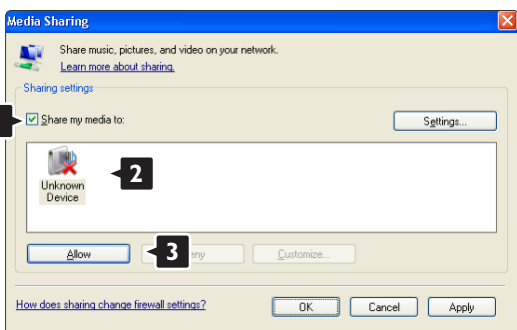 Media Sharing
Share music, pictures, and video on your network.
Learn more about sharing.
Sharing settings
Share my media to:
Settings...
2
Unknown
Device
Allow
3
eny
Customize...
How does sharing change firewall settings?
OK
Cancel
Apply